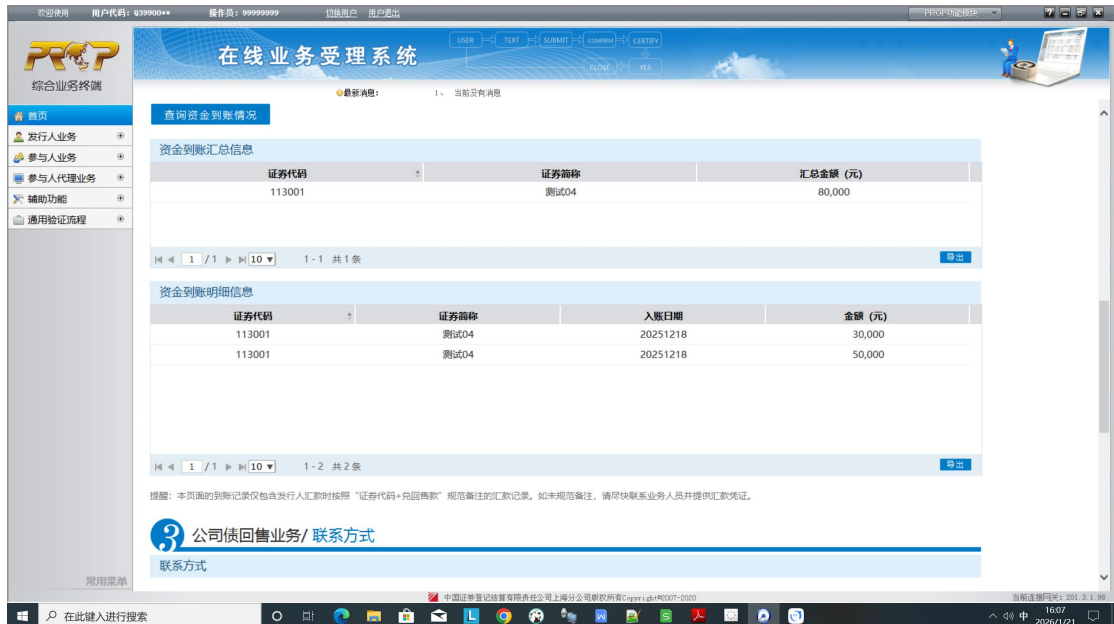 欢迎使用 用户代码: Q39900** 操作员: 99999999 切换用户 用户退出 PROP功能模块
PROP
综合业务终端
在线业务受理系统
USER TEXT SUBMIT COMFIRM CERTIFY
CLOSE YES
最新消息: 1、 当前没有消息
首页
发行人业务
参与人业务
参与人代理业务
辅助功能
通用验证流程
常用菜单
查询资金到账情况
资金到账汇总信息
证券代码 证券简称 汇总金额 (元)
113001 测试04 80,000
1 / 1 10 1 - 1 共 1 条 导出
资金到账明细信息
证券代码 证券简称 入账日期 金额 (元)
113001 测试04 20251218 30,000
113001 测试04 20251218 50,000
1 / 1 10 1 - 2 共 2 条 导出
提醒：本页面的到账记录仅包含发行人汇款时按照“证券代码+兑回售款”规范备注的汇款记录。如未规范备注，请尽快联系业务人员并提供汇款凭证。
3 公司债回售业务/ 联系方式
联系方式
中国证券登记结算有限责任公司上海分公司版权所有Copyright©2007-2020 当前连接网关: 201.3.1.98
在此键入进行搜索
中 16:07
2026/1/21